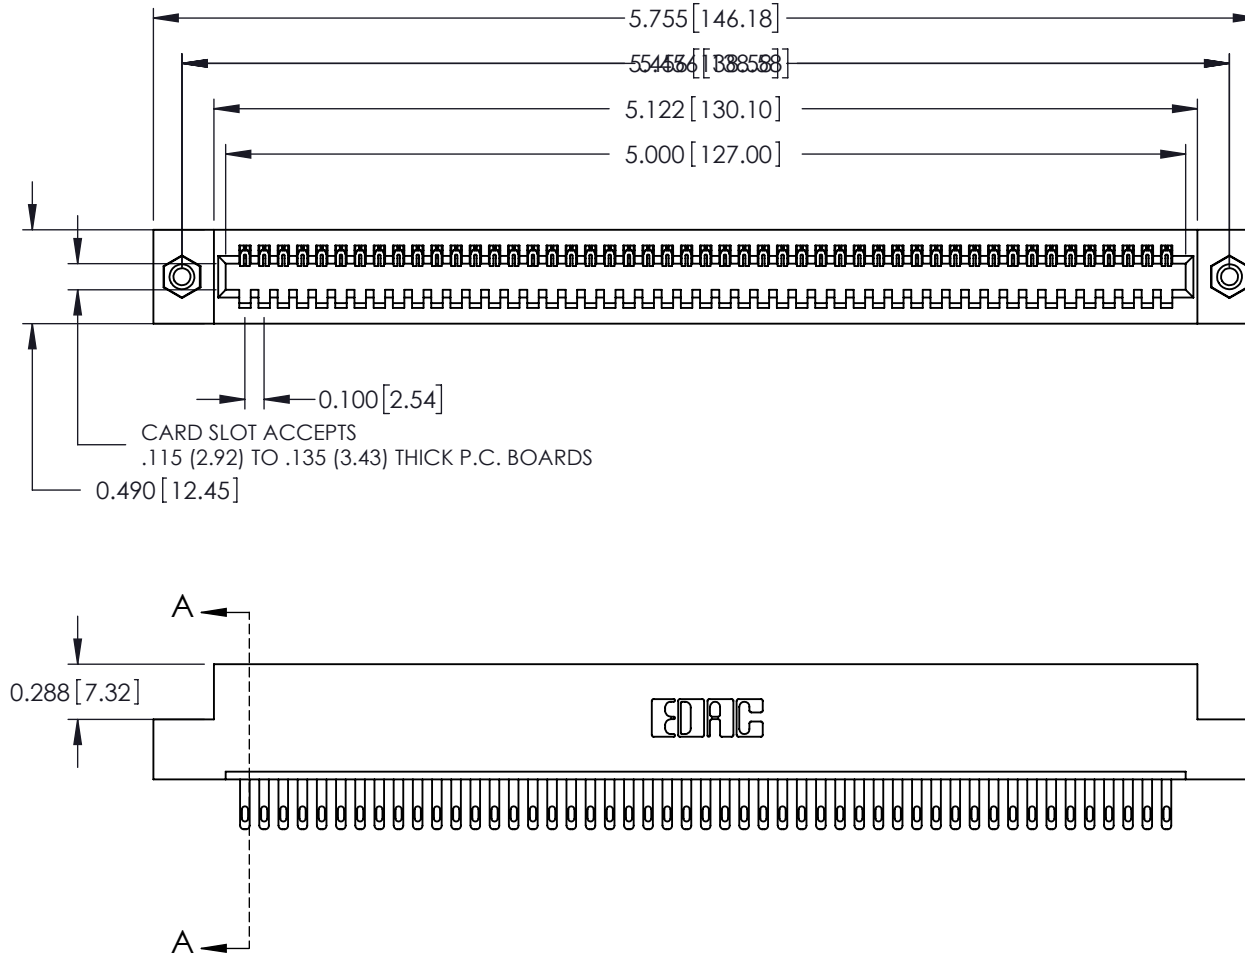 5.755[146.18]
5.122[130.10]
5.000[127.00]
0.100[2.54]
CARD SLOT ACCEPTS
.115 (2.92) TO .135 (3.43) THICK P.C. BOARDS
0.490[12.45]
A
0.288[7.32]
EDAC
A